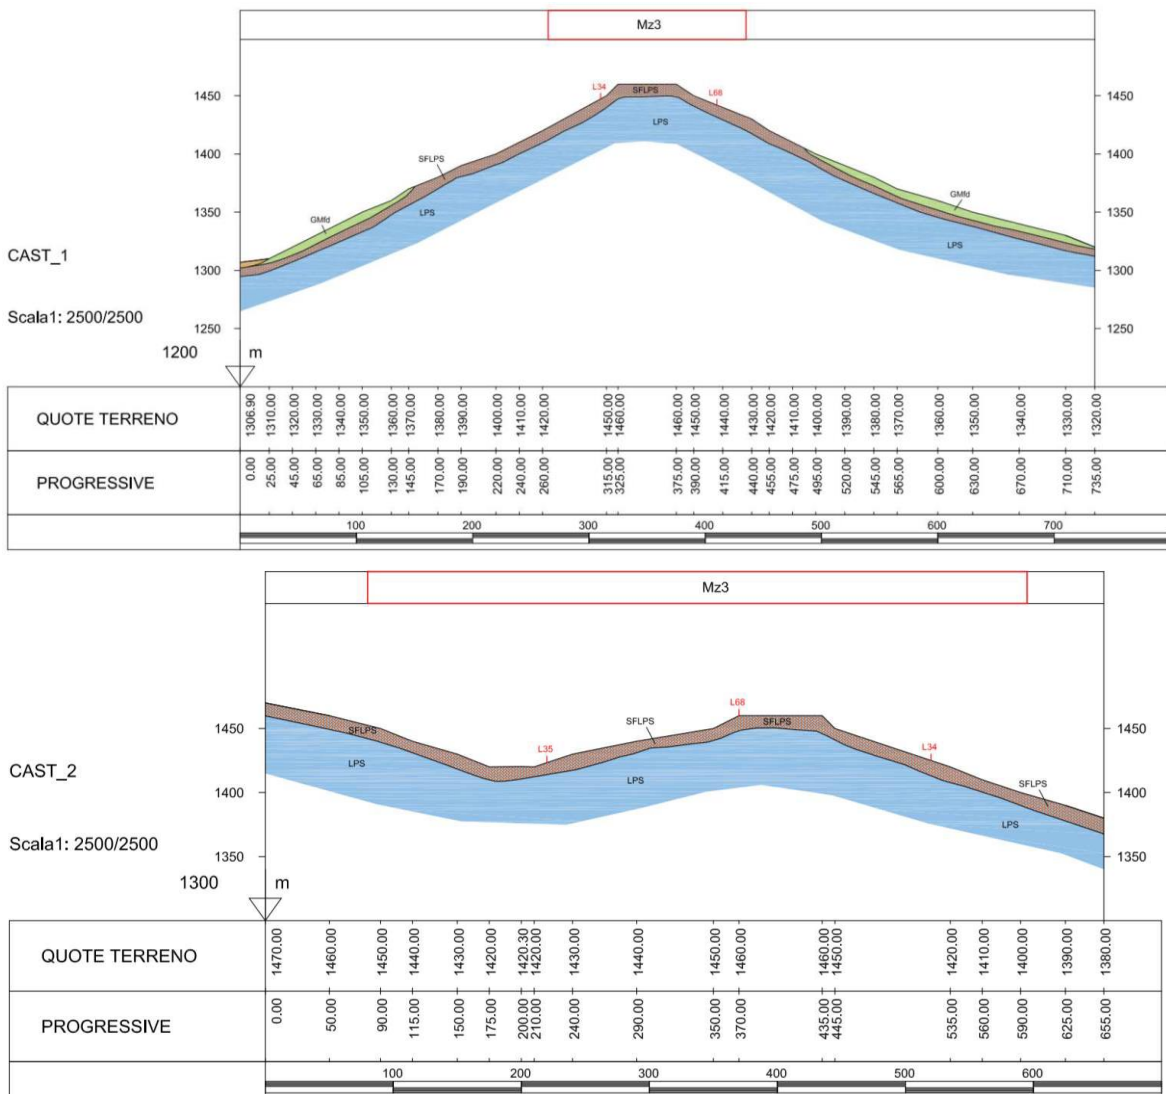 Mz3
L34
L68
1450
SFLPS
1450
LPS
1400
SFLPS
1400
1350
GMfd
LPS
GMfd
1350
LPS
CAST_1
1300
1300
Scala1: 2500/2500
1250
1250
1200 m
QUOTE TERRENO 1306.90 1310.00 1320.00 1330.00 1340.00 1350.00 1360.00 1370.00 1380.00 1390.00 1400.00 1410.00 1420.00 1450.00 1460.00 1460.00 1450.00 1440.00 1430.00 1420.00 1410.00 1400.00 1390.00 1380.00 1370.00 1360.00 1350.00 1340.00 1330.00 1320.00
PROGRESSIVE 0.00 25.00 45.00 65.00 85.00 105.00 130.00 145.00 170.00 190.00 220.00 240.00 260.00 315.00 325.00 375.00 390.00 415.00 440.00 455.00 475.00 495.00 520.00 545.00 565.00 600.00 630.00 670.00 710.00 735.00
100 200 300 400 500 600 700
Mz3
L68
1450
SFLPS
SFLPS
SFLPS
1450
L35
L34
LPS
LPS
CAST_2
1400
SFLPS
1400
LPS
Scala1: 2500/2500
1350
1350
1300 m
QUOTE TERRENO 1470.00 1460.00 1450.00 1440.00 1430.00 1420.00 1420.30 1420.00 1430.00 1440.00 1450.00 1460.00 1460.00 1450.00 1420.00 1410.00 1400.00 1390.00 1380.00
PROGRESSIVE 0.00 50.00 90.00 115.00 150.00 175.00 200.00 210.00 240.00 290.00 350.00 370.00 435.00 445.00 535.00 560.00 590.00 625.00 655.00
100 200 300 400 500 600